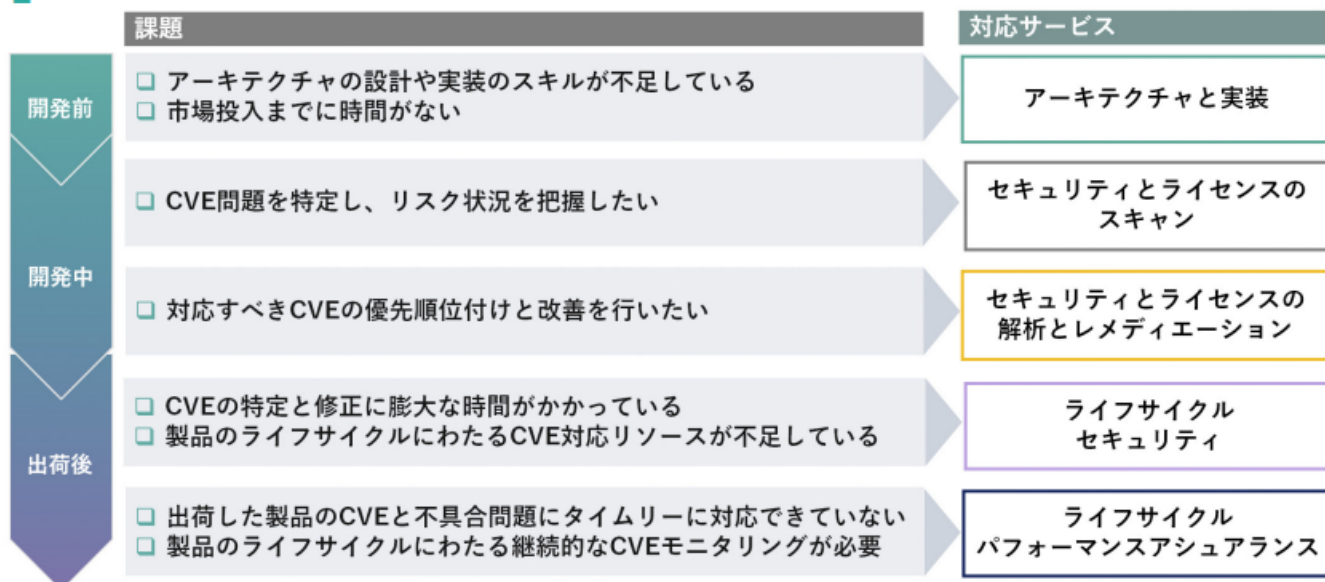 課題
対応サービス
開発前
アーキテクチャの設計や実装のスキルが不足している
市場投入までに時間がない
アーキテクチャと実装
開発中
CVE問題を特定し、リスク状況を把握したい
セキュリティとライセンスの
スキャン
対応すべきCVEの優先順位付けと改善を行いたい
セキュリティとライセンスの
解析とレメディエーション
出荷後
CVEの特定と修正に膨大な時間がかかっている
製品のライフサイクルにわたるCVE対応リソースが不足している
ライフサイクル
セキュリティ
出荷した製品のCVEと不具合問題にタイムリーに対応できていない
製品のライフサイクルにわたる継続的なCVEモニタリングが必要
ライフサイクル
パフォーマンスアシュアランス